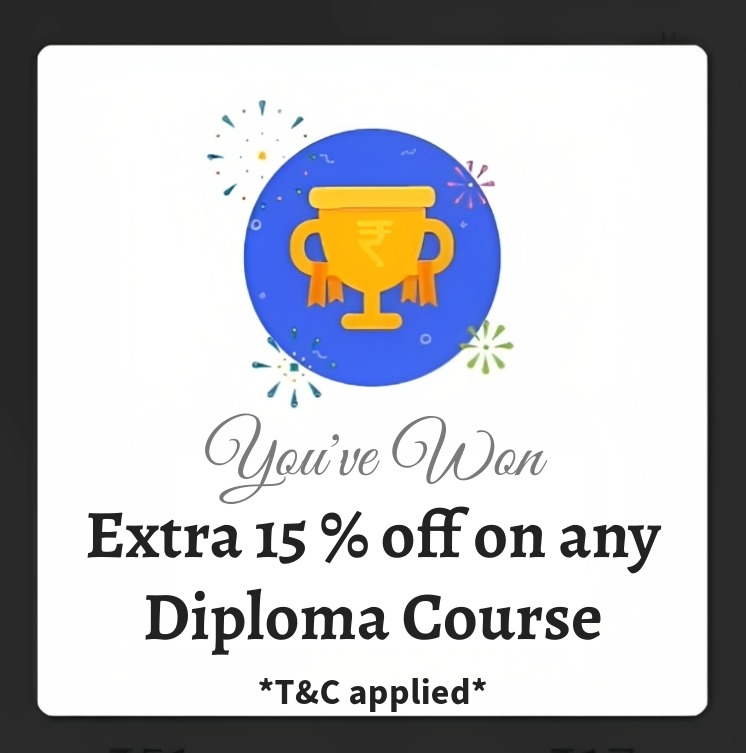 ₹
You've Won
Extra 15 % off on any
Diploma Course
*T&C applied*